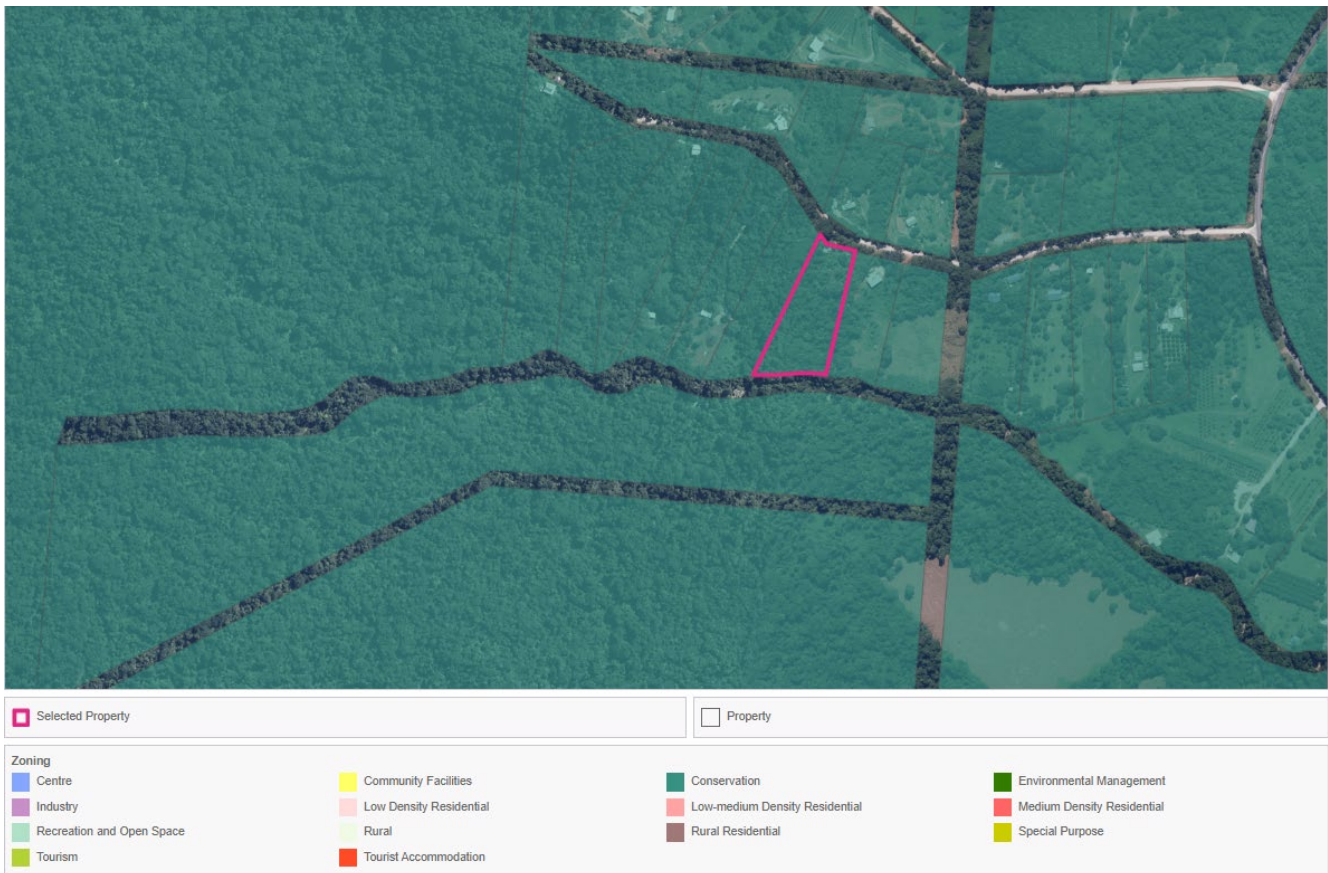 Selected Property
Property
Zoning
Centre
Community Facilities
Conservation
Environmental Management
Industry
Low Density Residential
Low-medium Density Residential
Medium Density Residential
Recreation and Open Space
Rural
Rural Residential
Special Purpose
Tourism
Tourist Accommodation